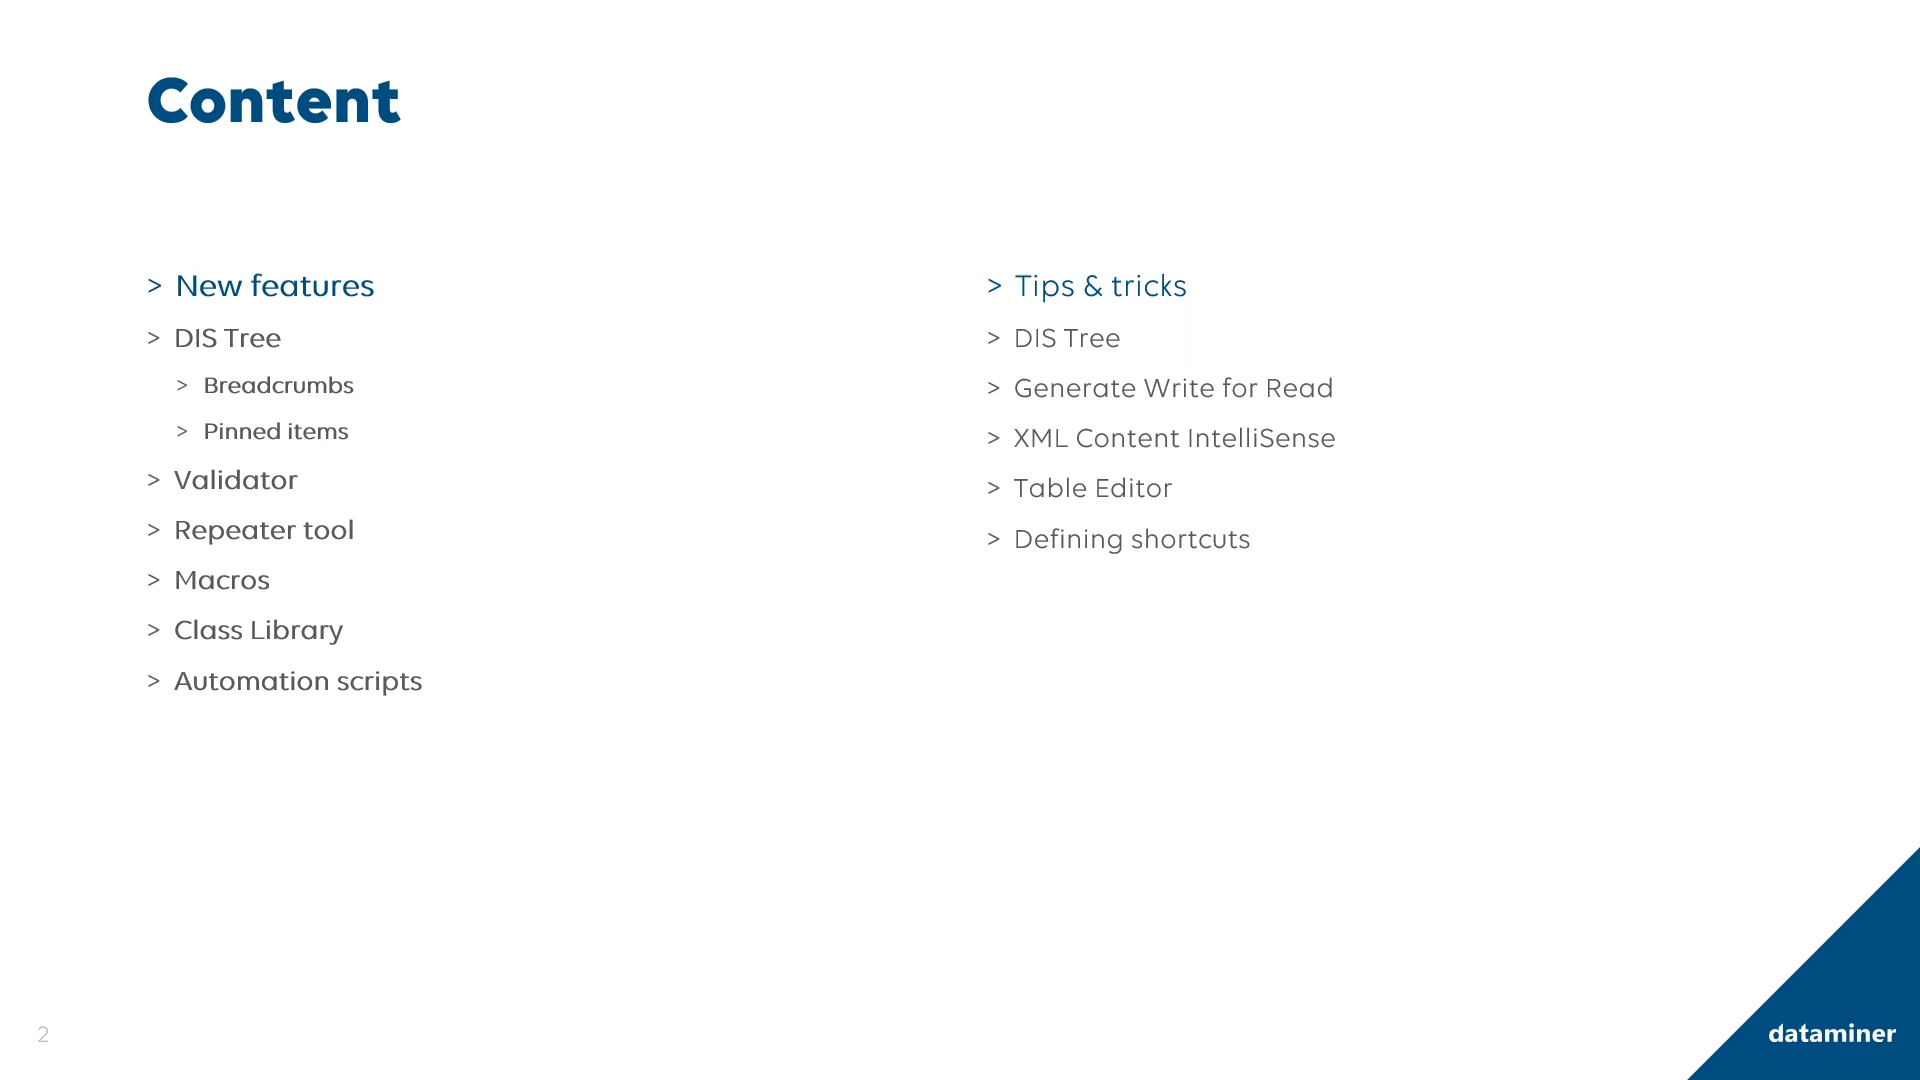 Content
> New features
> DIS Tree
> Breadcrumbs
> Pinned items
> Validator
> Repeater tool
> Macros
> Class Library
> Automation scripts
> Tips & tricks
> DIS Tree
> Generate Write for Read
> XML Content IntelliSense
> Table Editor
> Defining shortcuts
2
dataminer